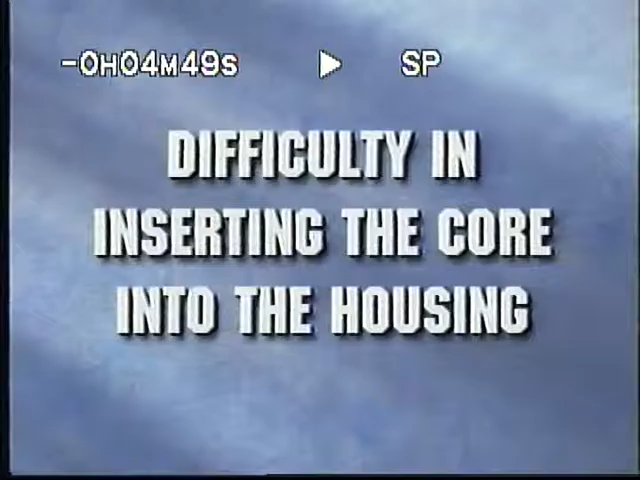 -0H04M49S ▶ SP
DIFFICULTY IN
INSERTING THE CORE
INTO THE HOUSING